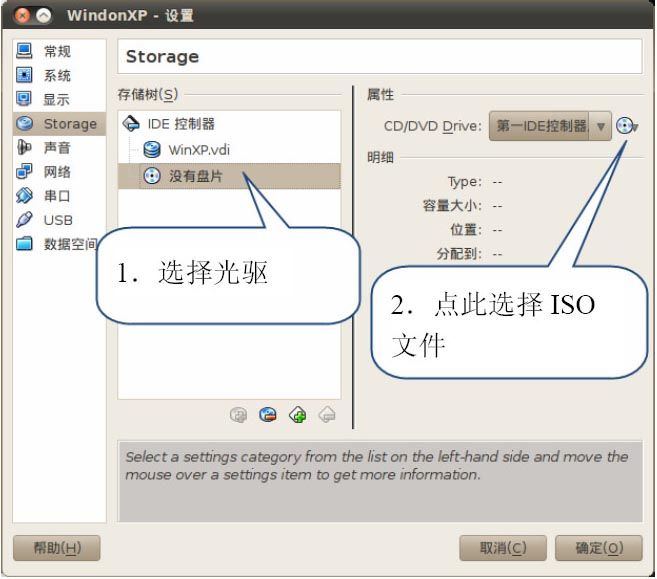 WindonXP - 设置
常规
系统
显示
Storage
声音
网络
串口
USB
数据空间
Storage
存储树(S)
IDE 控制器
WinXP.vdi
没有盘片
1. 选择光驱
属性
CD/DVD Drive: 第一IDE控制器
明细
Type: --
容量大小: --
位置: --
分配到: --
2. 点此选择 ISO
文件
Select a settings category from the list on the left-hand side and move the
mouse over a settings item to get more information.
帮助(H)
取消(C)
确定(O)